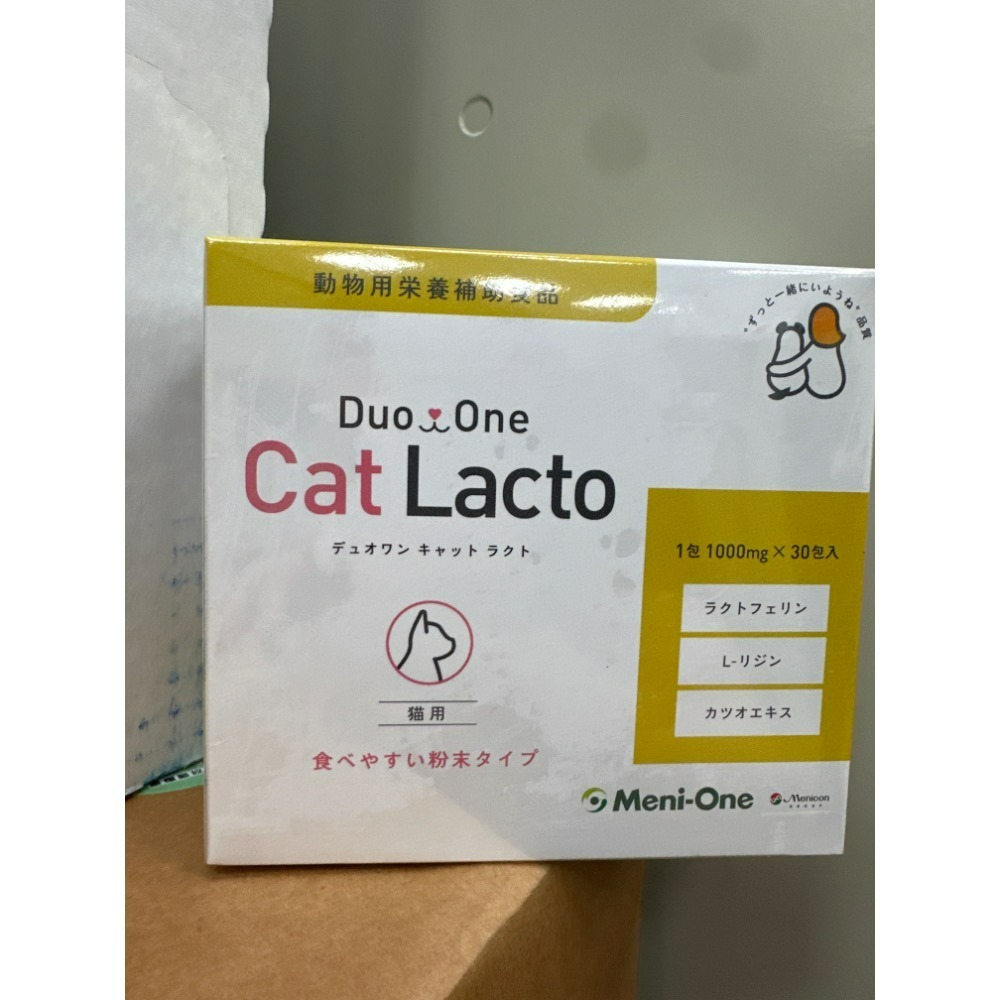 動物用栄養補助食品
"ずっと一緒にいようね"品質
Duo One
Cat Lacto
デュオワン キャット ラクト
1包 1000mg × 30包入
ラクトフェリン
L-リジン
カツオエキス
猫用
食べやすい粉末タイプ
Meni-One
Menicon